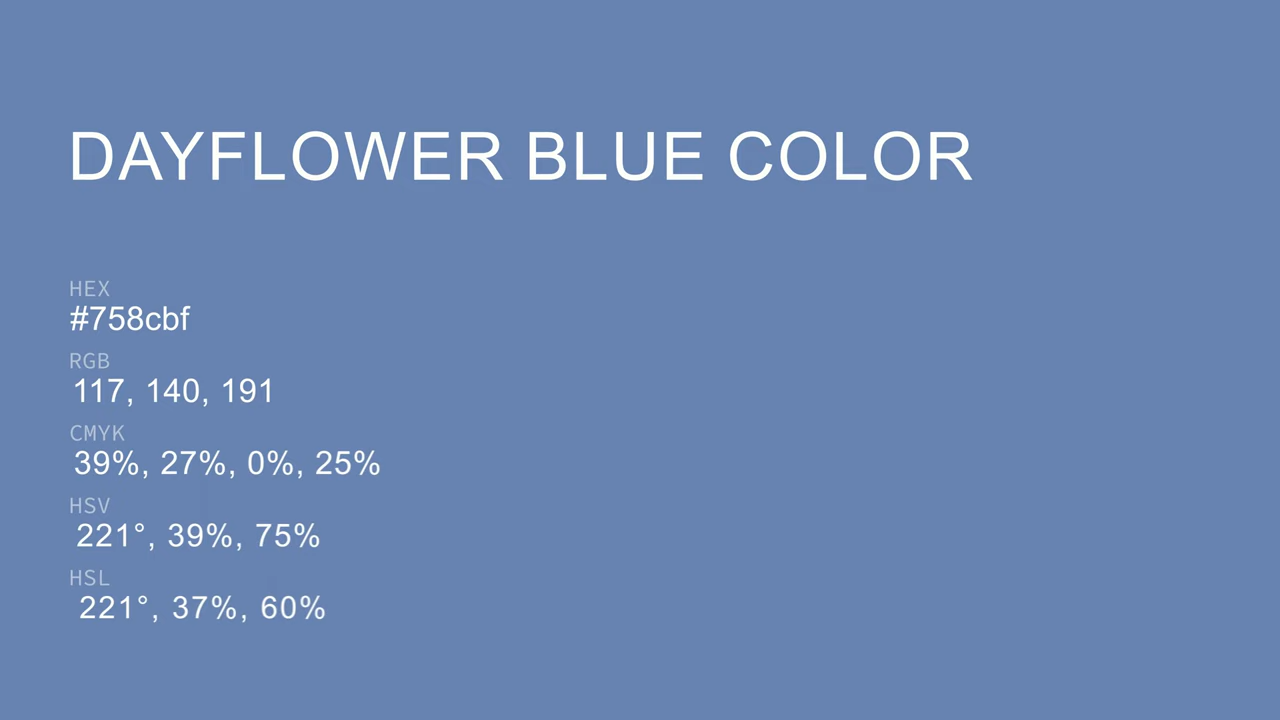 DAYFLOWER BLUE COLOR
HEX
#758cbf
RGB
117, 140, 191
CMYK
39%, 27%, 0%, 25%
HSV
221°, 39%, 75%
HSL
221°, 37%, 60%